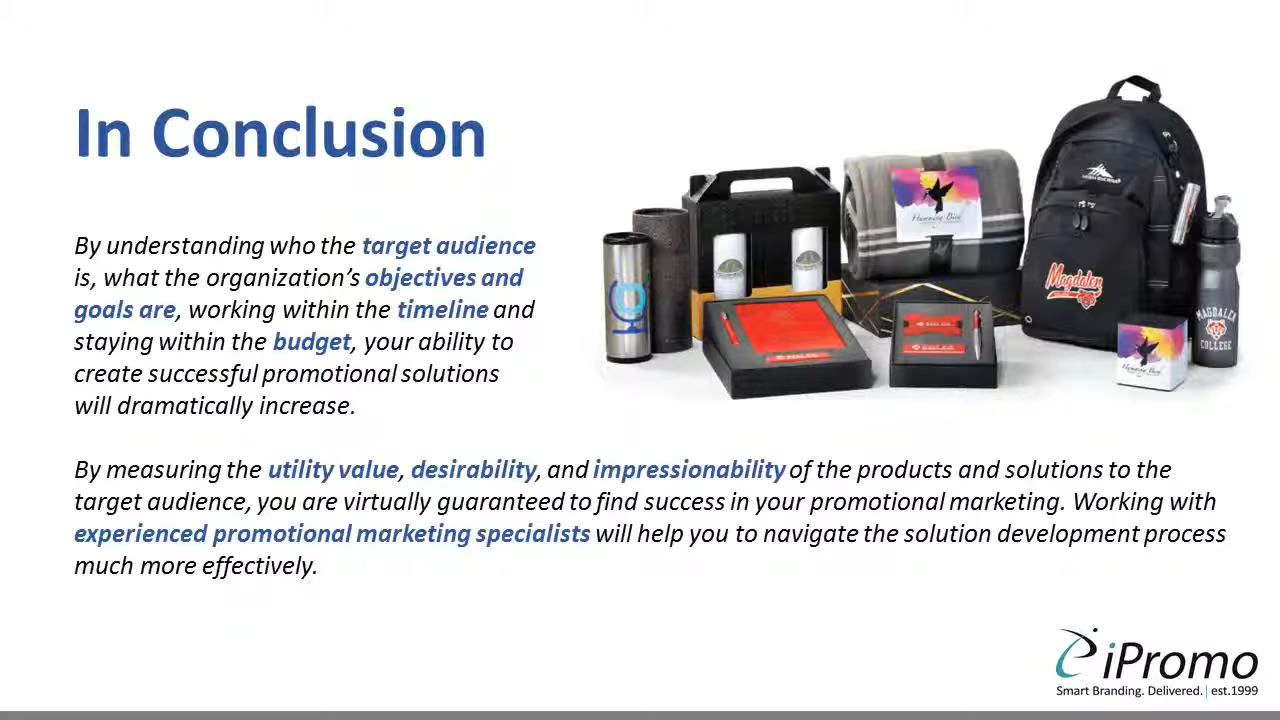 In Conclusion
By understanding who the target audience
is, what the organization’s objectives and
goals are, working within the timeline and
staying within the budget, your ability to
create successful promotional solutions
will dramatically increase.
By measuring the utility value, desirability, and impressionability of the products and solutions to the
target audience, you are virtually guaranteed to find success in your promotional marketing. Working with
experienced promotional marketing specialists will help you to navigate the solution development process
much more effectively.
Humming Bird
Magdalen
MAGDALEN
COLLEGE
Humming Bird
iPromo
Smart Branding. Delivered. | est.1999